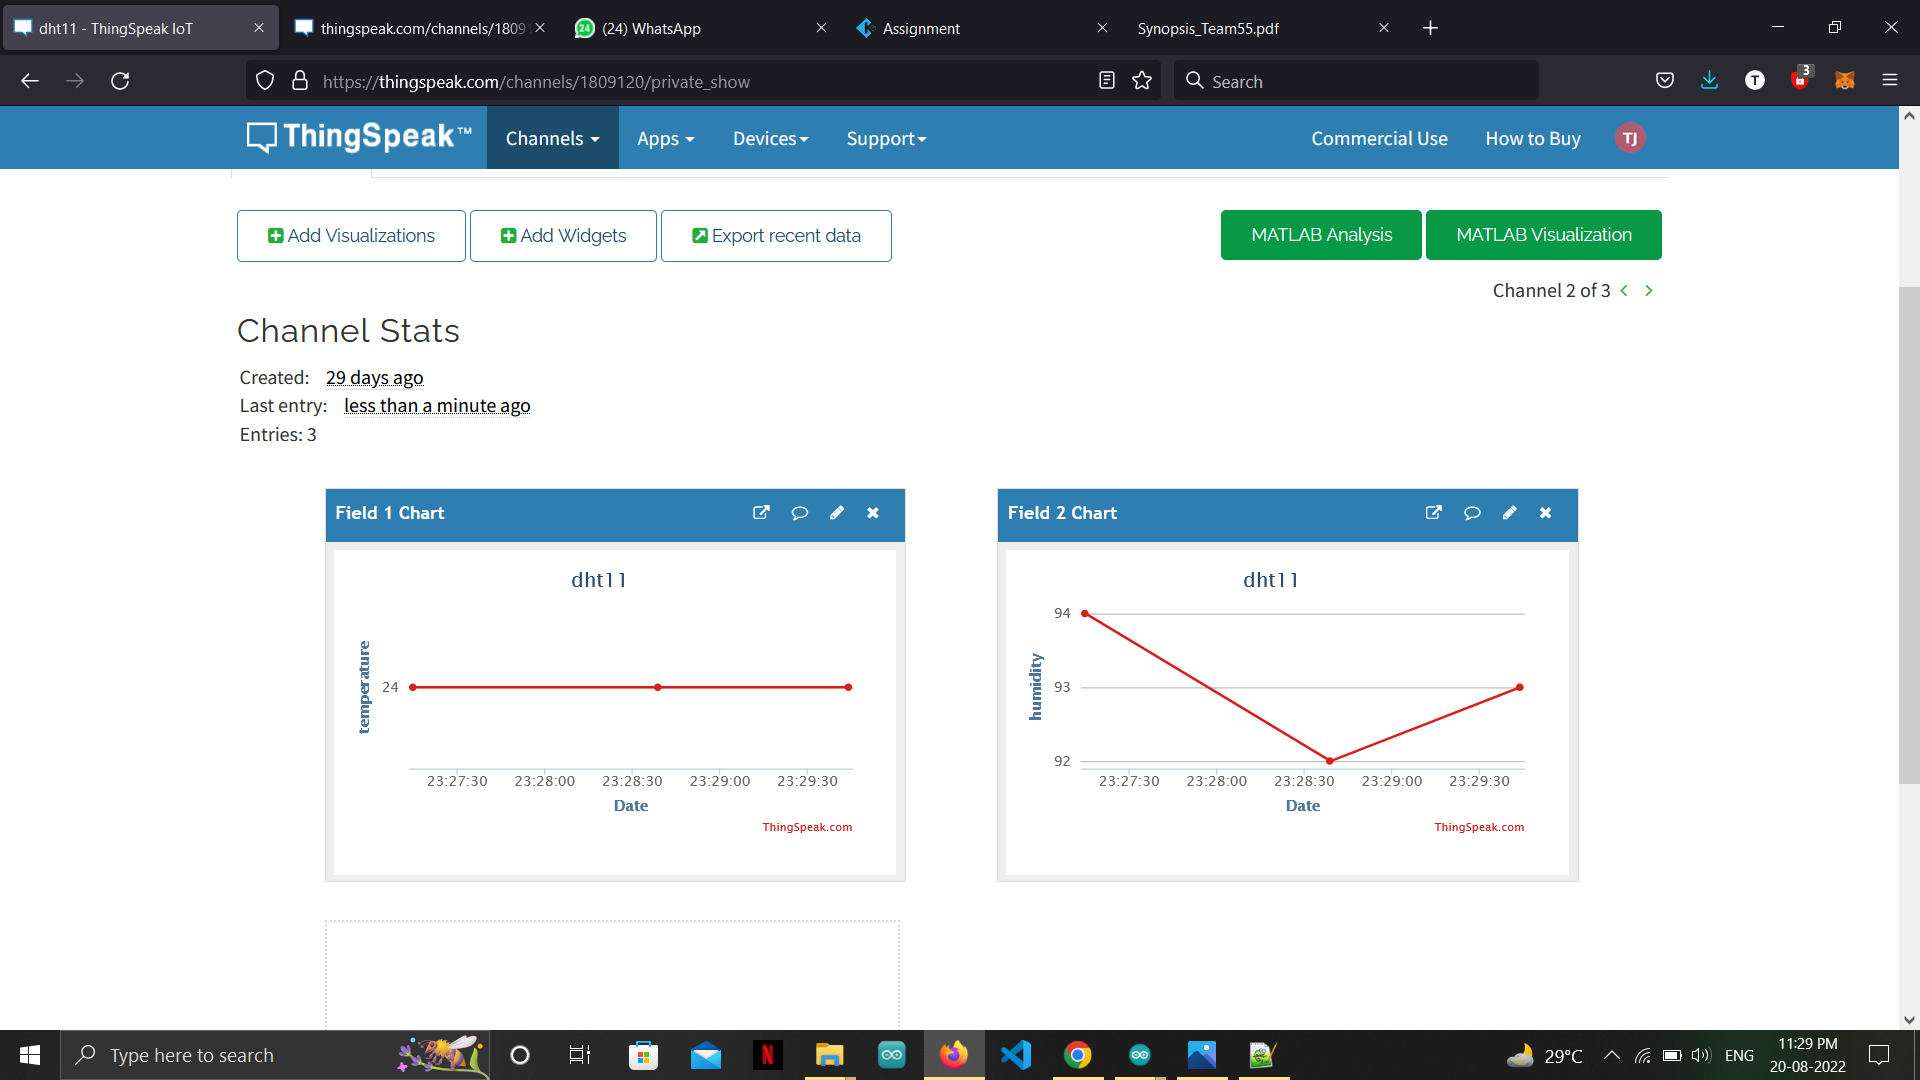 dht11 - ThingSpeak IoT
thingspeak.com/channels/1809
24
(24) WhatsApp
Assignment
Synopsis_Team55.pdf
https://thingspeak.com/channels/1809120/private_show
Search
T
3
ThingSpeak™
Channels
Apps
Devices
Support
Commercial Use
How to Buy
TJ
Add Visualizations
Add Widgets
Export recent data
MATLAB Analysis
MATLAB Visualization
Channel 2 of 3
Channel Stats
Created: 29 days ago
Last entry: less than a minute ago
Entries: 3
Field 1 Chart
dht11
temperature
24
23:27:30 23:28:00 23:28:30 23:29:00 23:29:30
Date
ThingSpeak.com
Field 2 Chart
dht11
humidity
94
93
92
23:27:30 23:28:00 23:28:30 23:29:00 23:29:30
Date
ThingSpeak.com
Type here to search
N
29°C
ENG
11:29 PM
20-08-2022